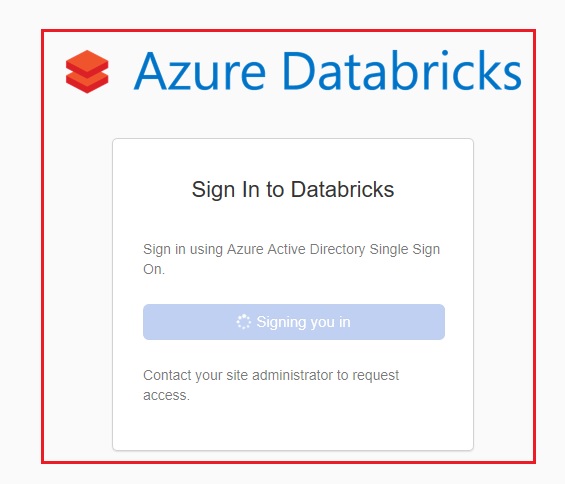 Azure Databricks
Sign In to Databricks
Sign in using Azure Active Directory Single Sign
On.
Signing you in
Contact your site administrator to request
access.